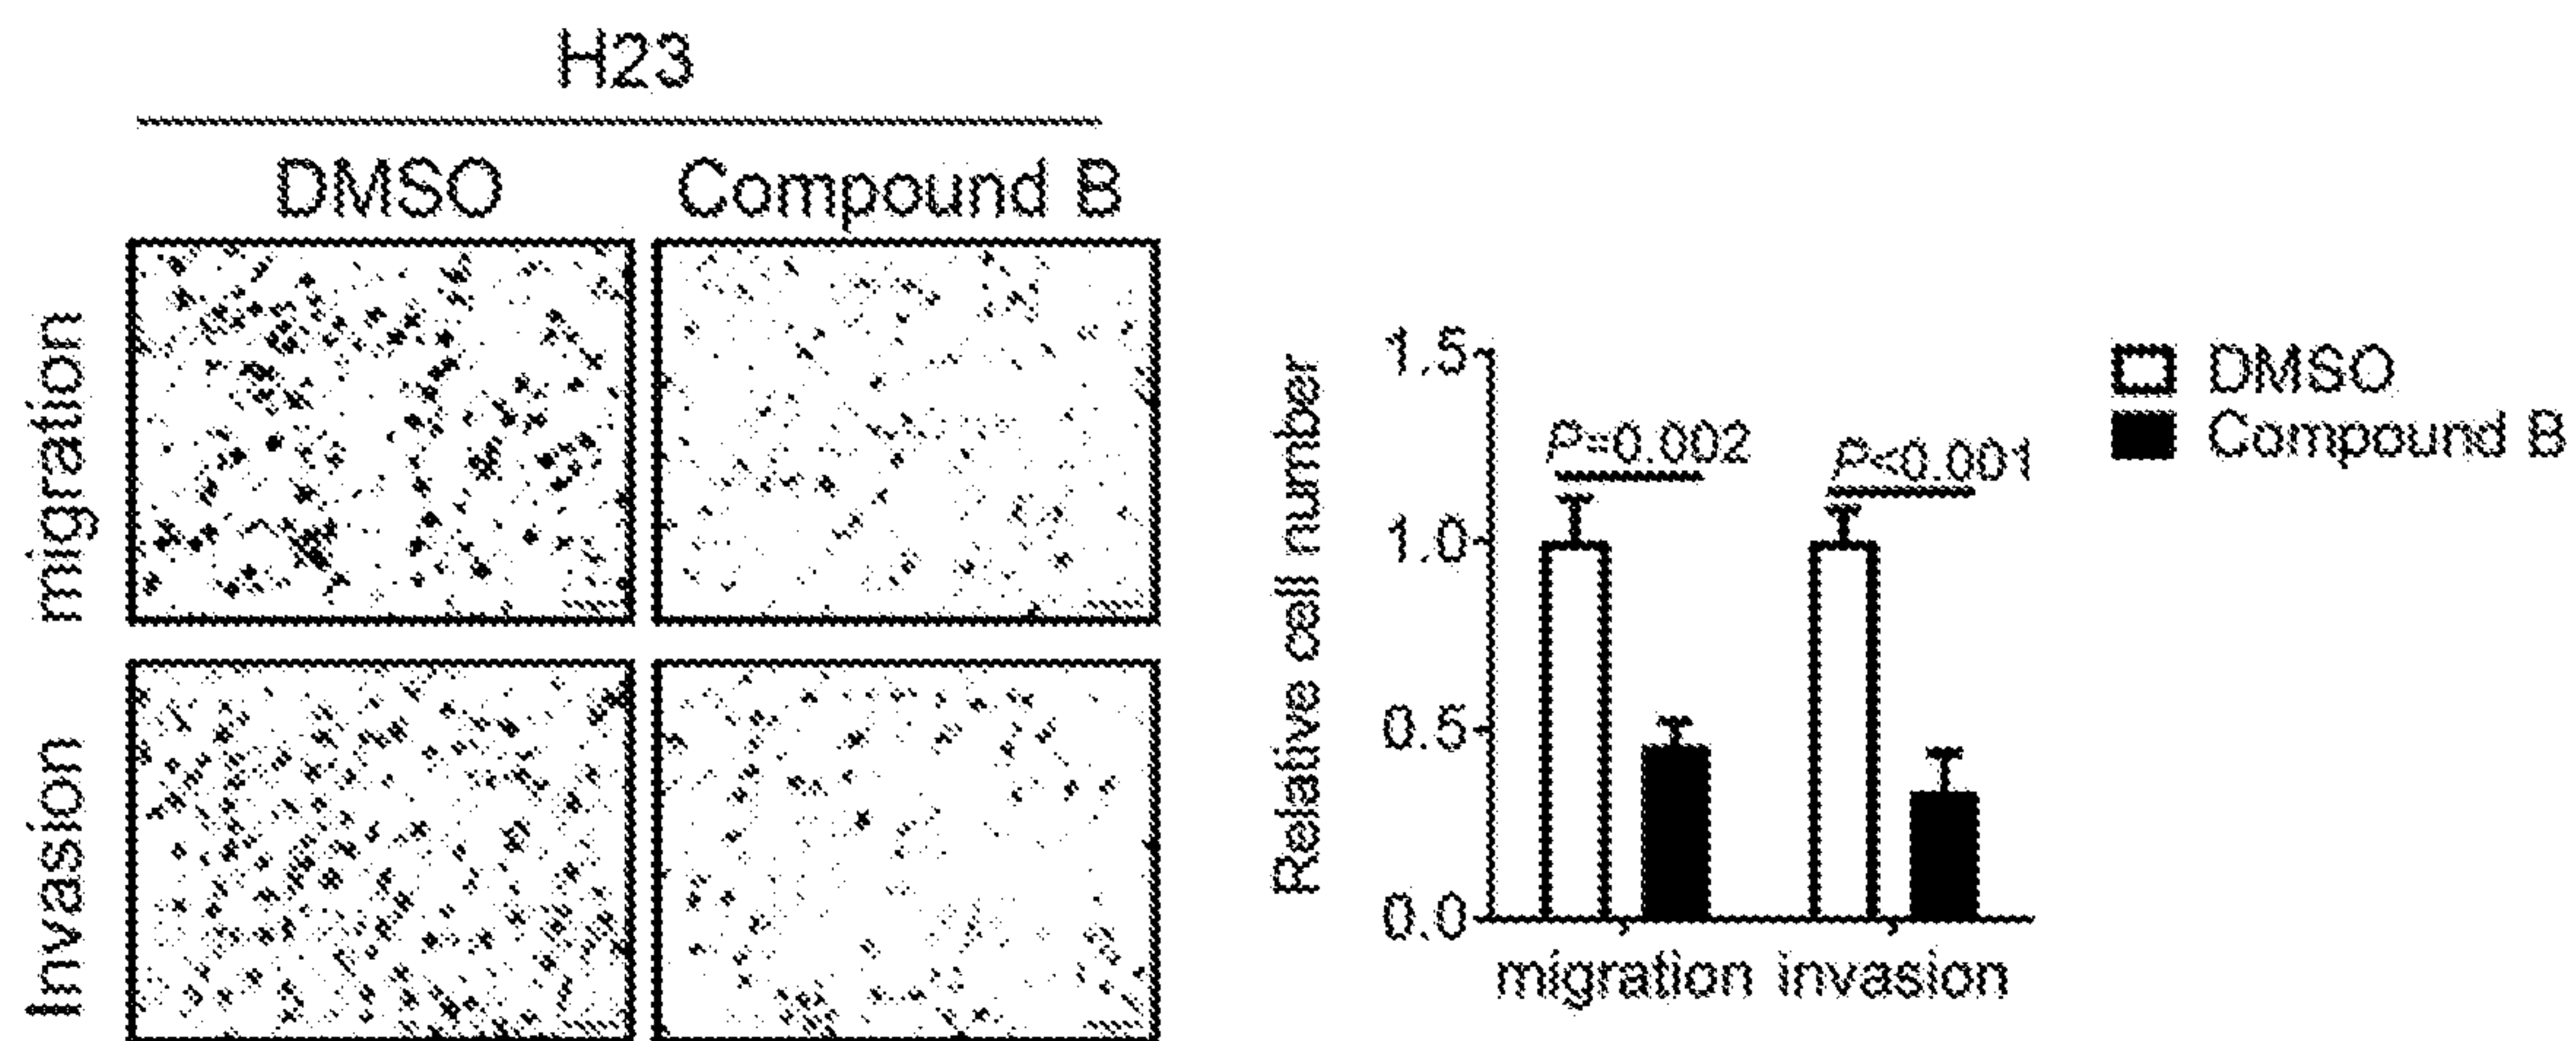 H23
DMSO Compound B
migration
Invasion
Relative cell number
1.5
1.0
0.5
0.0
P=0.002
P<0.001
migration invasion
DMSO
Compound B